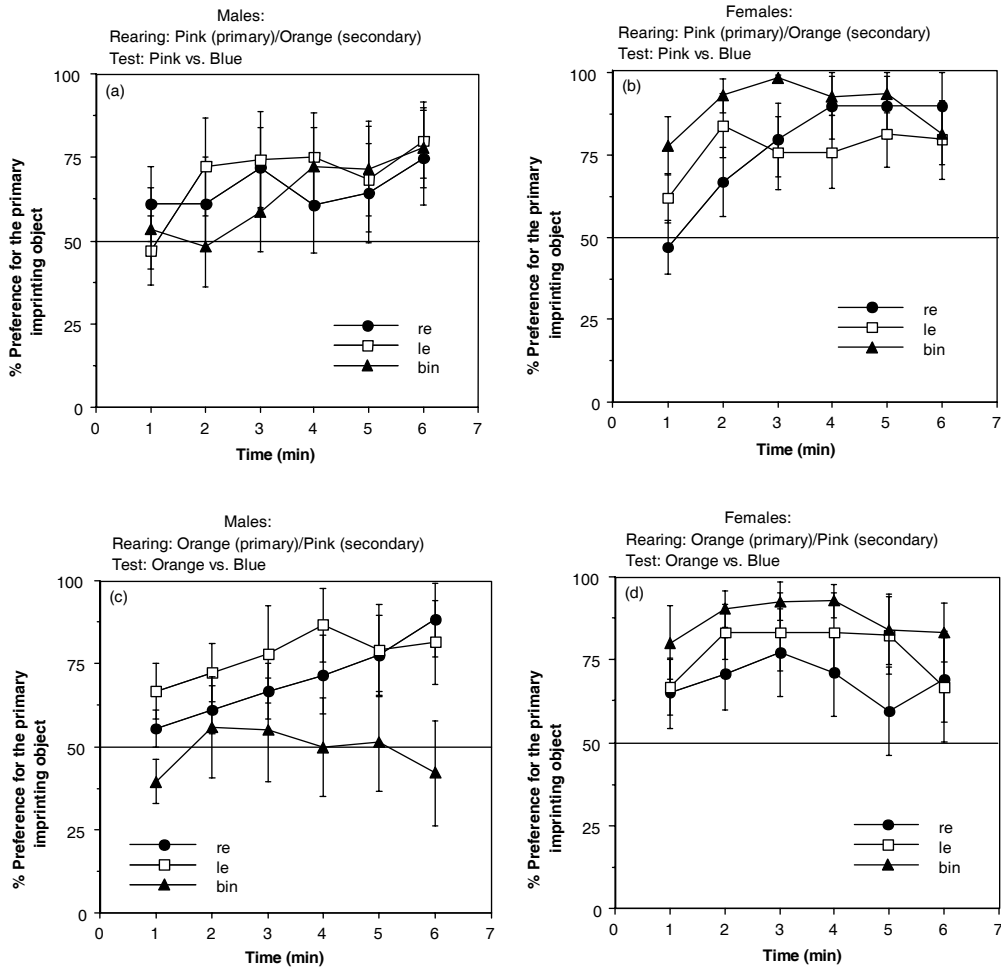 Males:
Rearing: Pink (primary)/Orange (secondary)
Test: Pink vs. Blue
(a)
100
75
50
25
0
% Preference for the primary
imprinting object
re
le
bin
0 1 2 3 4 5 6 7
Time (min)
Females:
Rearing: Pink (primary)/Orange (secondary)
Test: Pink vs. Blue
(b)
100
75
50
25
0
% Preference for the primary
imprinting object
re
le
bin
0 1 2 3 4 5 6 7
Time (min)
Males:
Rearing: Orange (primary)/Pink (secondary)
Test: Orange vs. Blue
(c)
100
75
50
25
0
% Preference for the primary
imprinting object
re
le
bin
0 1 2 3 4 5 6 7
Time (min)
Females:
Rearing: Orange (primary)/Pink (secondary)
Test: Orange vs. Blue
(d)
100
75
50
25
0
% Preference for the primary
imprinting object
re
le
bin
0 1 2 3 4 5 6 7
Time (min)